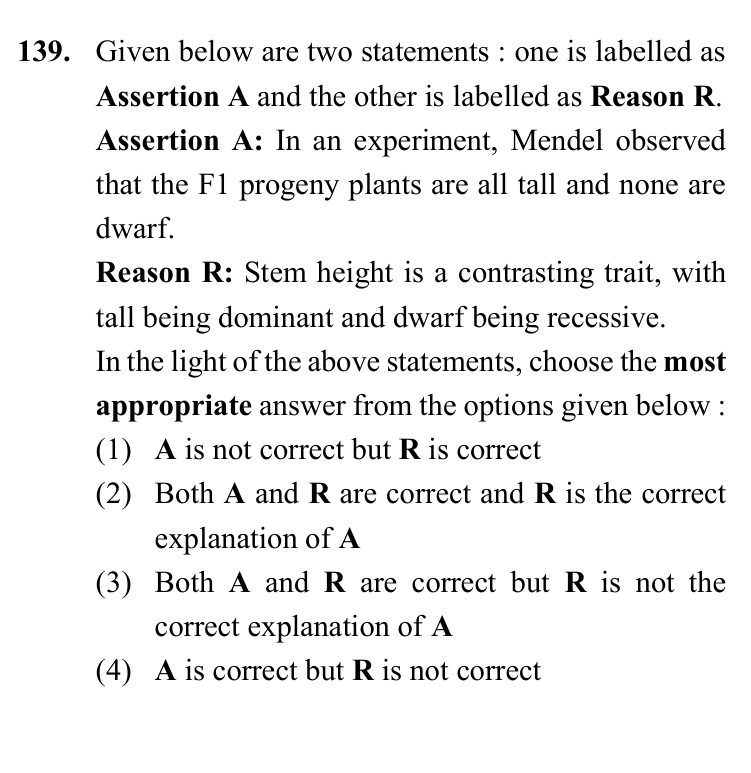 139. Given below are two statements : one is labelled as
Assertion A and the other is labelled as Reason R.
Assertion A: In an experiment, Mendel observed
that the F1 progeny plants are all tall and none are
dwarf.
Reason R: Stem height is a contrasting trait, with
tall being dominant and dwarf being recessive.
In the light of the above statements, choose the most
appropriate answer from the options given below :
(1) A is not correct but R is correct
(2) Both A and R are correct and R is the correct
explanation of A
(3) Both A and R are correct but R is not the
correct explanation of A
(4) A is correct but R is not correct